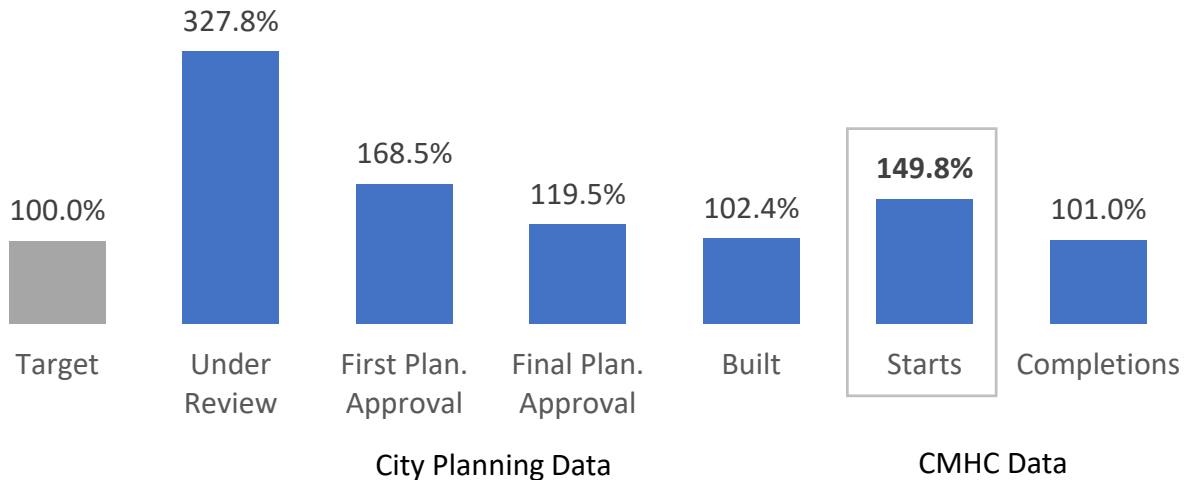 327.8%
168.5%
149.8%
119.5%
100.0%
102.4%
101.0%
Target
Under
Review
First Plan.
Approval
Final Plan.
Approval
Built
Starts
Completions
City Planning Data
CMHC Data